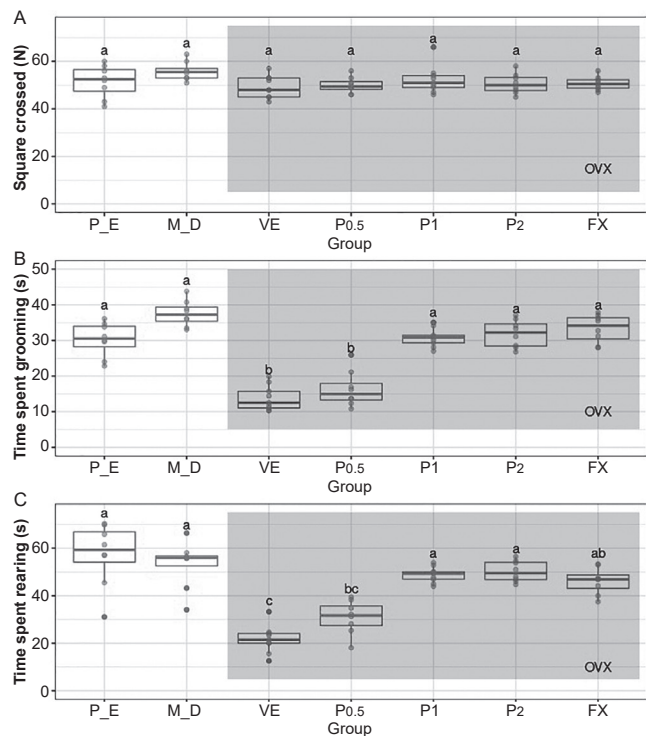 A
Square crossed (N)
60
40
20
0
a a a a a a a
OVX
P_E M_D VE P0.5 P1 P2 FX
Group
B
Time spent grooming (s)
50
40
30
20
10
0
a a b b a a a
OVX
P_E M_D VE P0.5 P1 P2 FX
Group
C
Time spent rearing (s)
60
40
20
0
a a c bc a a ab
OVX
P_E M_D VE P0.5 P1 P2 FX
Group